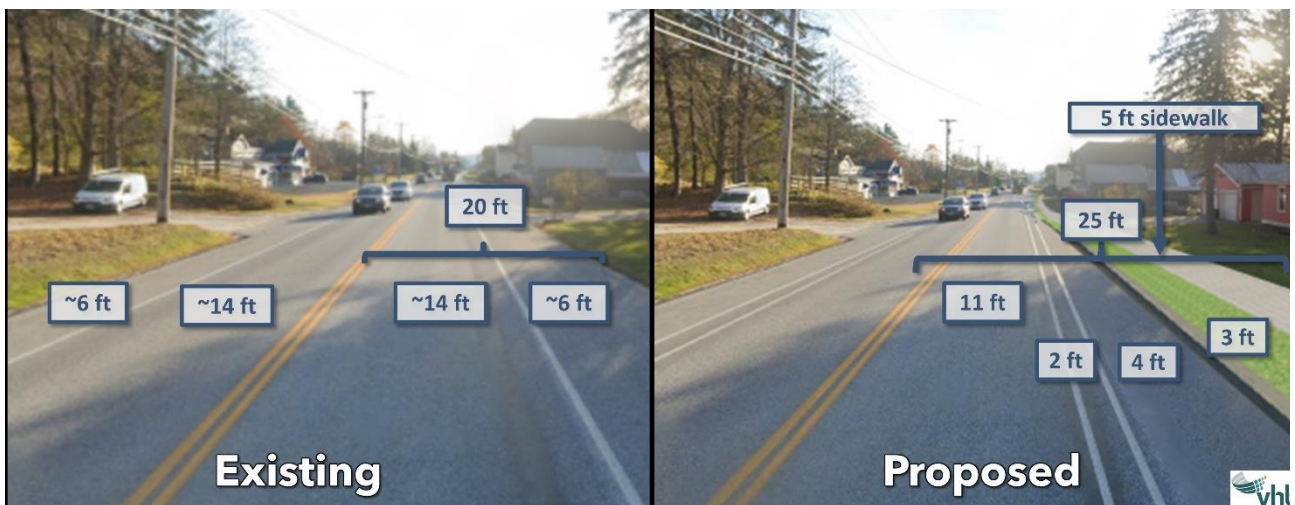 20 ft
~6 ft
~14 ft
~14 ft
~6 ft
Existing
5 ft sidewalk
25 ft
11 ft
3 ft
2 ft
4 ft
Proposed
vhb